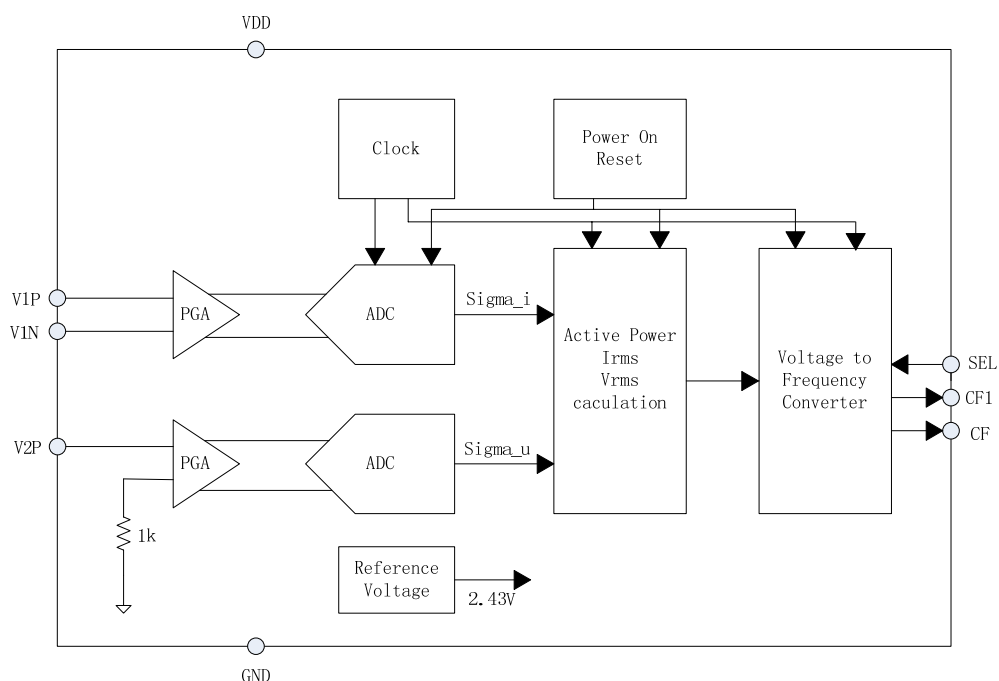 VDD
Clock
Power On
Reset
V1P
V1N
PGA
ADC
Sigma_i
Active Power
Irms
Vrms
caculation
Voltage to
Frequency
Converter
SEL
CF1
CF
V2P
PGA
ADC
Sigma_u
1k
Reference
Voltage
2.43V
GND